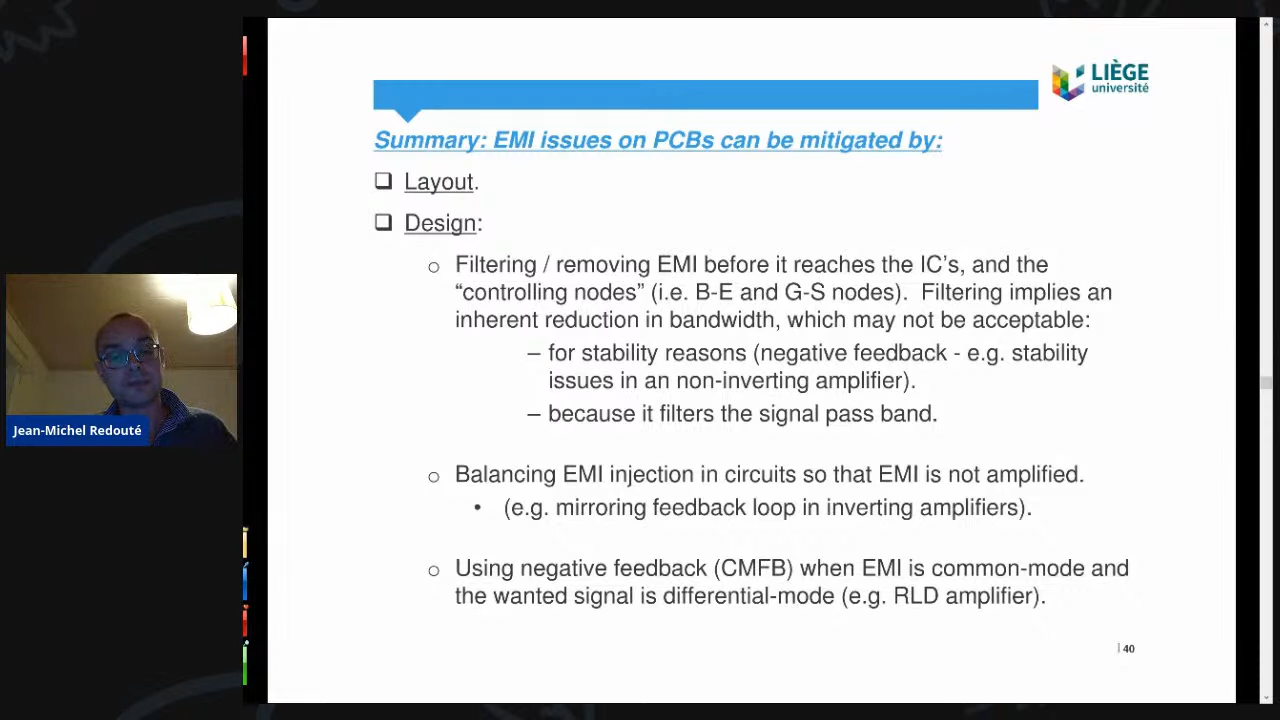 LIÈGE
université
Summary: EMI issues on PCBs can be mitigated by:
❑ Layout.
❑ Design:
o Filtering / removing EMI before it reaches the IC's, and the
“controlling nodes” (i.e. B-E and G-S nodes). Filtering implies an
inherent reduction in bandwidth, which may not be acceptable:
– for stability reasons (negative feedback - e.g. stability
issues in an non-inverting amplifier).
– because it filters the signal pass band.
o Balancing EMI injection in circuits so that EMI is not amplified.
• (e.g. mirroring feedback loop in inverting amplifiers).
o Using negative feedback (CMFB) when EMI is common-mode and
the wanted signal is differential-mode (e.g. RLD amplifier).
| 40
Jean-Michel Redouté